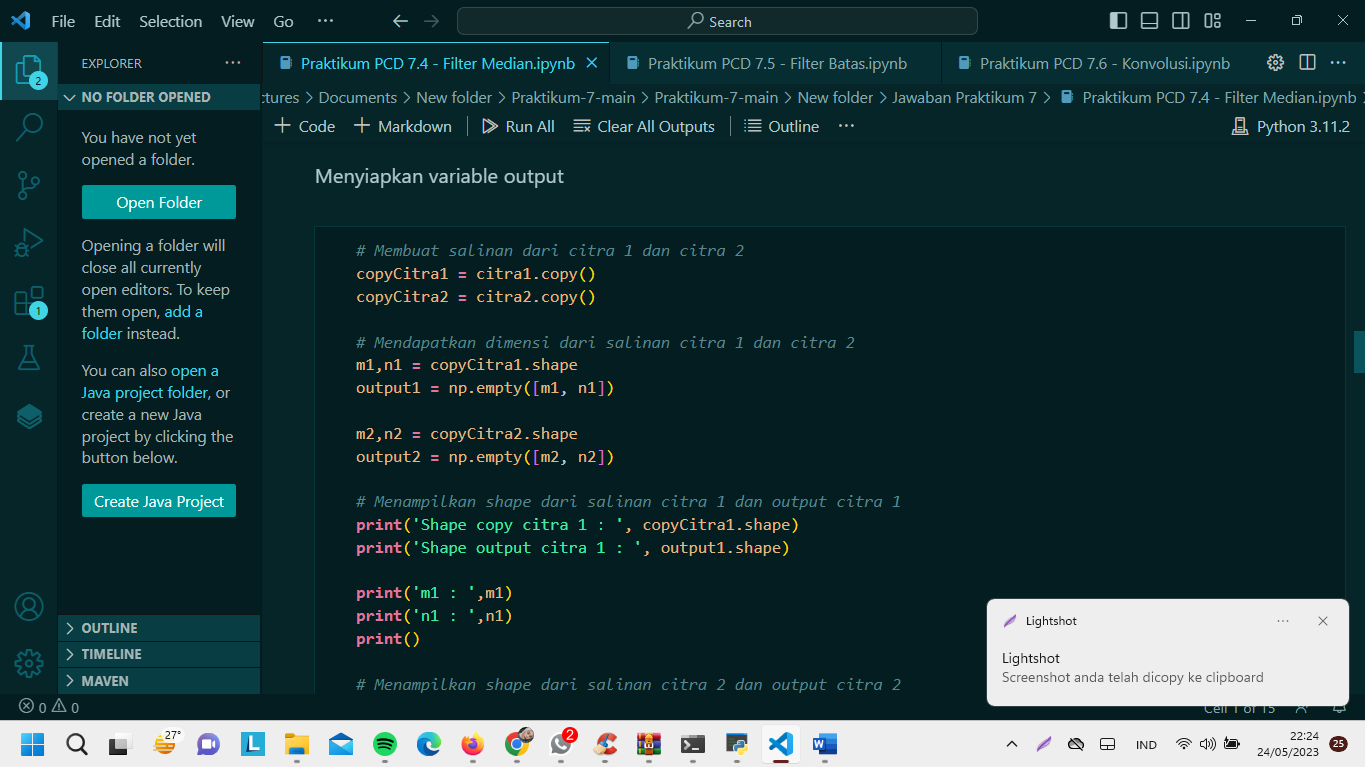 File Edit Selection View Go ···
Search
EXPLORER ···
Praktikum PCD 7.4 - Filter Median.ipynb
Praktikum PCD 7.5 - Filter Batas.ipynb
Praktikum PCD 7.6 - Konvolusi.ipynb
2
NO FOLDER OPENED
ctures > Documents > New folder > Praktikum-7-main > Praktikum-7-main > New folder > Jawaban Praktikum 7 > Praktikum PCD 7.4 - Filter Median.ipynb >
+ Code + Markdown Run All Clear All Outputs Outline ··· Python 3.11.2
You have not yet
opened a folder.
Open Folder
Opening a folder will
close all currently
open editors. To keep
them open, add a
folder instead.
1
You can also open a
Java project folder, or
create a new Java
project by clicking the
button below.
Create Java Project
OUTLINE
TIMELINE
MAVEN
Menyiapkan variable output
# Membuat salinan dari citra 1 dan citra 2
copyCitra1 = citra1.copy()
copyCitra2 = citra2.copy()
# Mendapatkan dimensi dari salinan citra 1 dan citra 2
m1,n1 = copyCitra1.shape
output1 = np.empty([m1, n1])
m2,n2 = copyCitra2.shape
output2 = np.empty([m2, n2])
# Menampilkan shape dari salinan citra 1 dan output citra 1
print('Shape copy citra 1 : ', copyCitra1.shape)
print('Shape output citra 1 : ', output1.shape)
print('m1 : ',m1)
print('n1 : ',n1)
print()
# Menampilkan shape dari salinan citra 2 dan output citra 2
Lightshot
Lightshot
Screenshot anda telah dicopy ke clipboard
0 0
Cell 1 of 15
27°
L
2
W
IND
22:24
24/05/2023
25